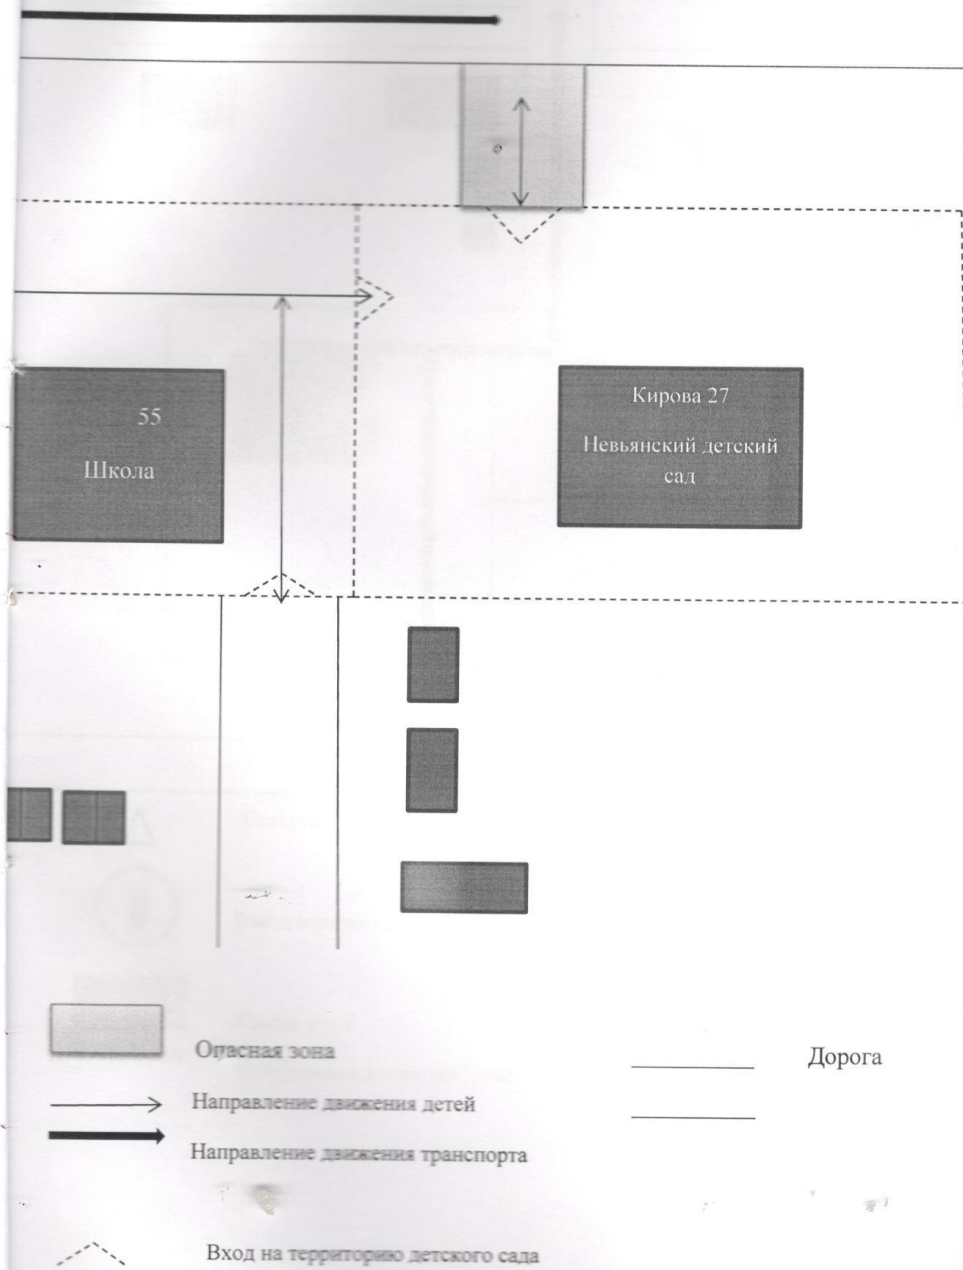 55
Школа
Кирова 27
Невьянский детский
сад
Опасная зона
Дорога
Направление движения детей
Направление движения транспорта
Вход на территорию детского сада